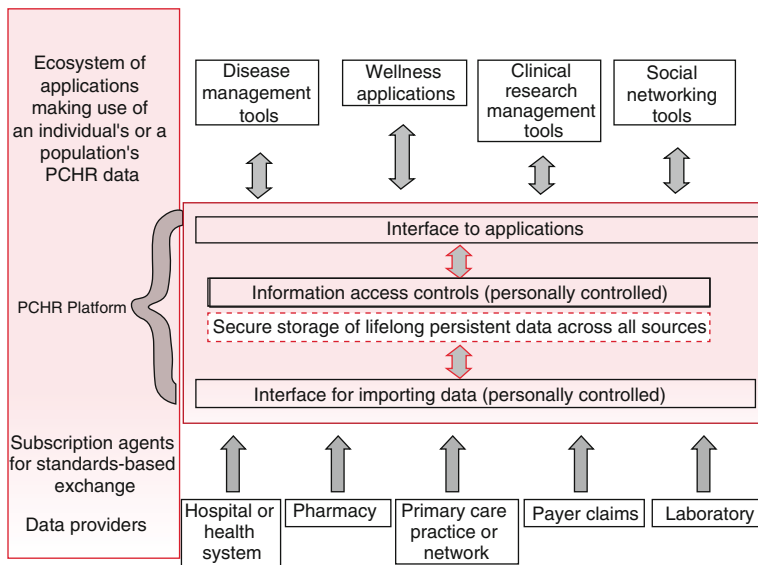 Ecosystem of
applications
making use of
an individual's or a
population's
PCHR data
Disease
management
tools
Wellness
applications
Clinical
research
management
tools
Social
networking
tools
PCHR Platform
Interface to applications
Information access controls (personally controlled)
Secure storage of lifelong persistent data across all sources
Interface for importing data (personally controlled)
Subscription agents
for standards-based
exchange
Data providers
Hospital or
health
system
Pharmacy
Primary care
practice or
network
Payer claims
Laboratory